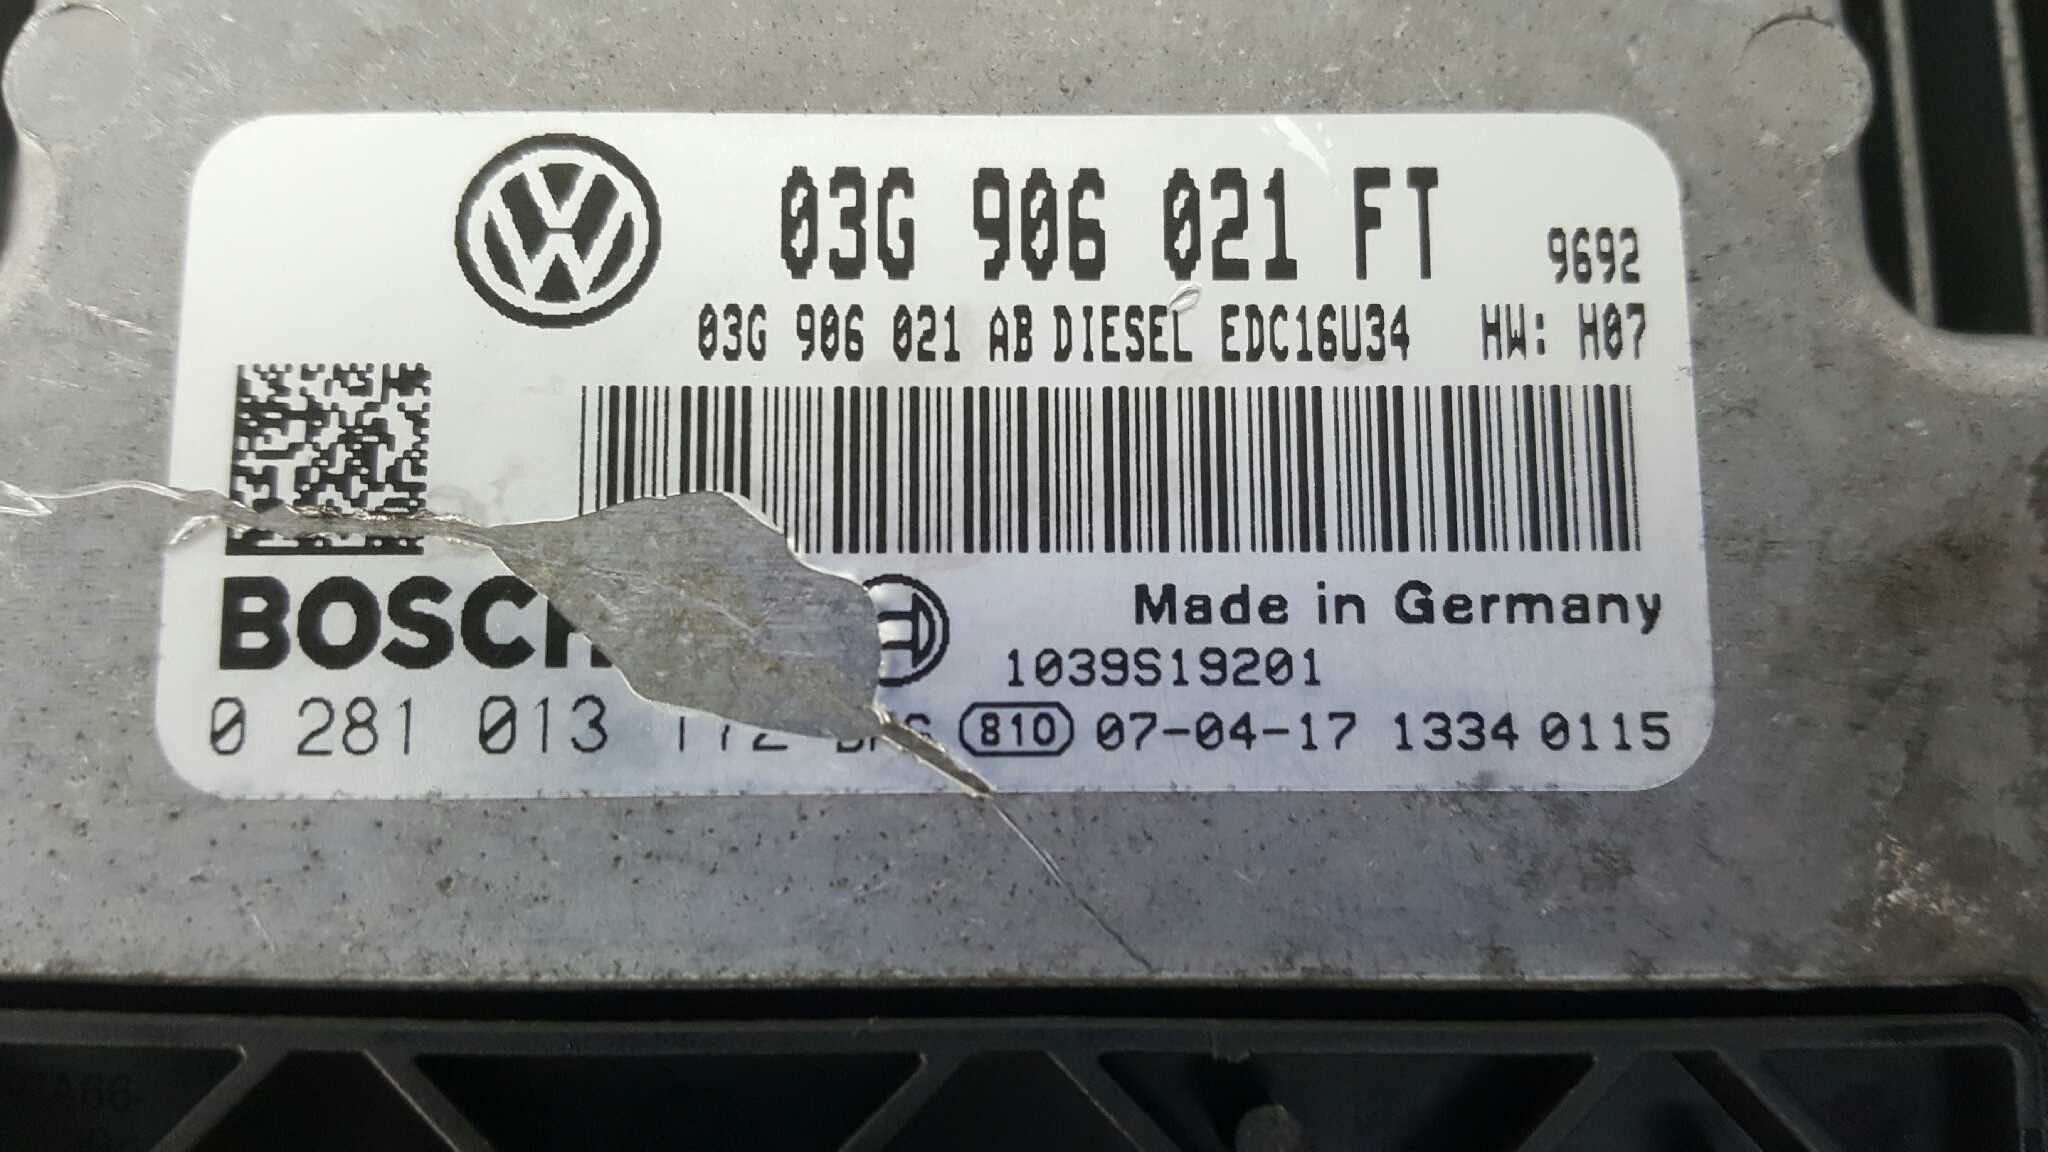 03G 906 021 FT 9692
03G 906 021 AB DIESEL EDC16U34 HW: H07
BOSCH
Made in Germany
1039S19201
0 281 013 810 07-04-17 1334 0115